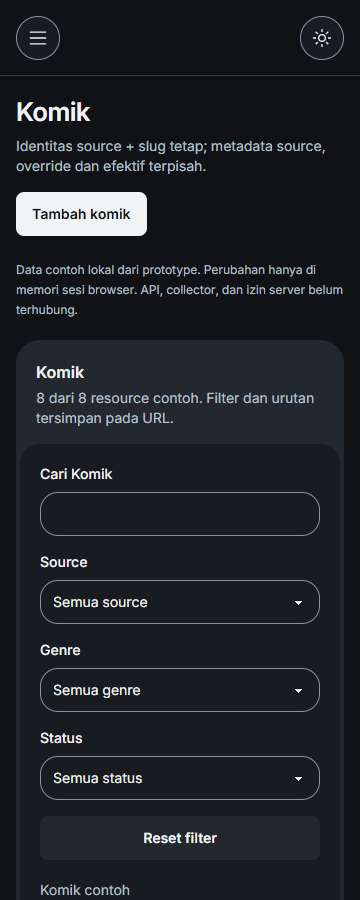 Komik
Identitas source + slug tetap; metadata source,
override dan efektif terpisah.
Tambah komik
Data contoh lokal dari prototype. Perubahan hanya di
memori sesi browser. API, collector, dan izin server belum
terhubung.
Komik
8 dari 8 resource contoh. Filter dan urutan
tersimpan pada URL.
Cari Komik
Source
Semua source
Genre
Semua genre
Status
Semua status
Reset filter
Komik contoh